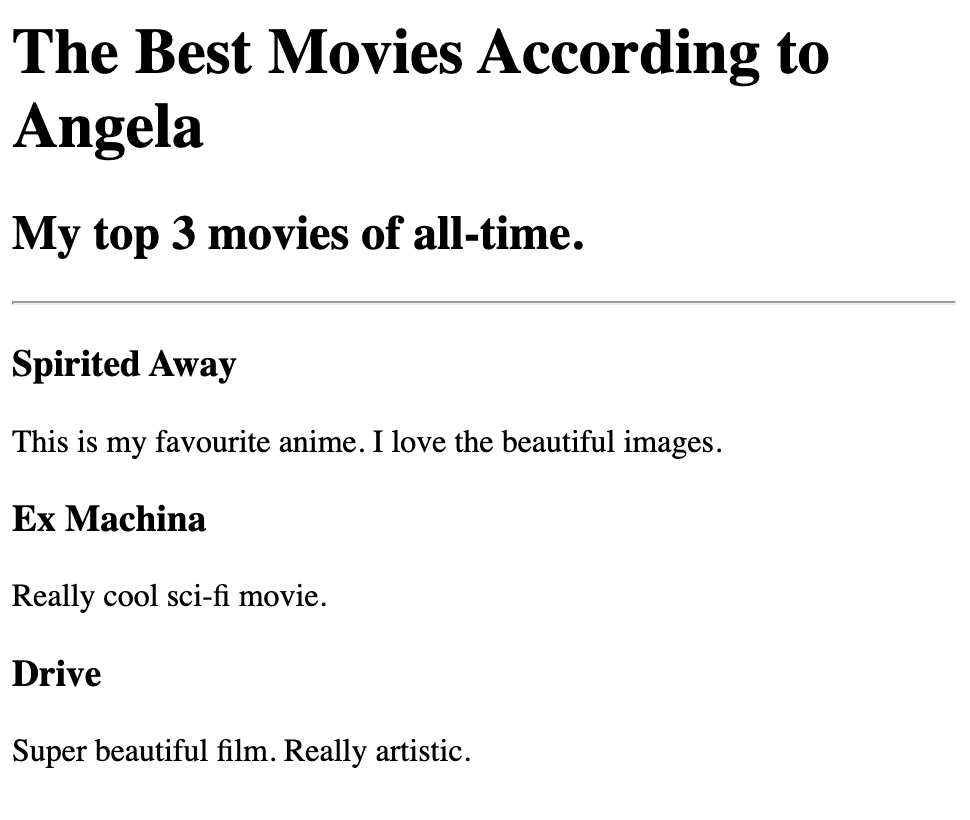 The Best Movies According to
Angela
My top 3 movies of all-time.
Spirited Away
This is my favourite anime. I love the beautiful images.
Ex Machina
Really cool sci-fi movie.
Drive
Super beautiful film. Really artistic.